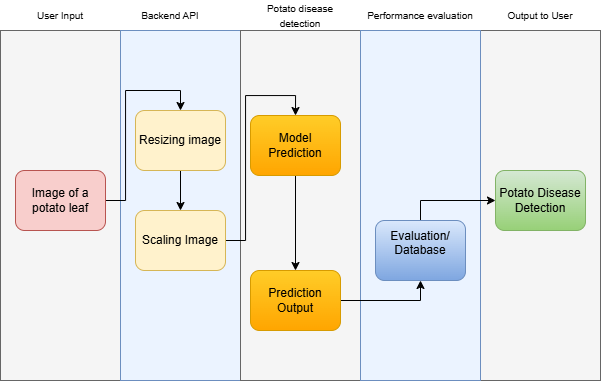 User Input
Backend API
Potato disease
detection
Performance evaluation
Output to User
Image of a
potato leaf
Resizing image
Scaling Image
Model
Prediction
Prediction
Output
Evaluation/
Database
Potato Disease
Detection